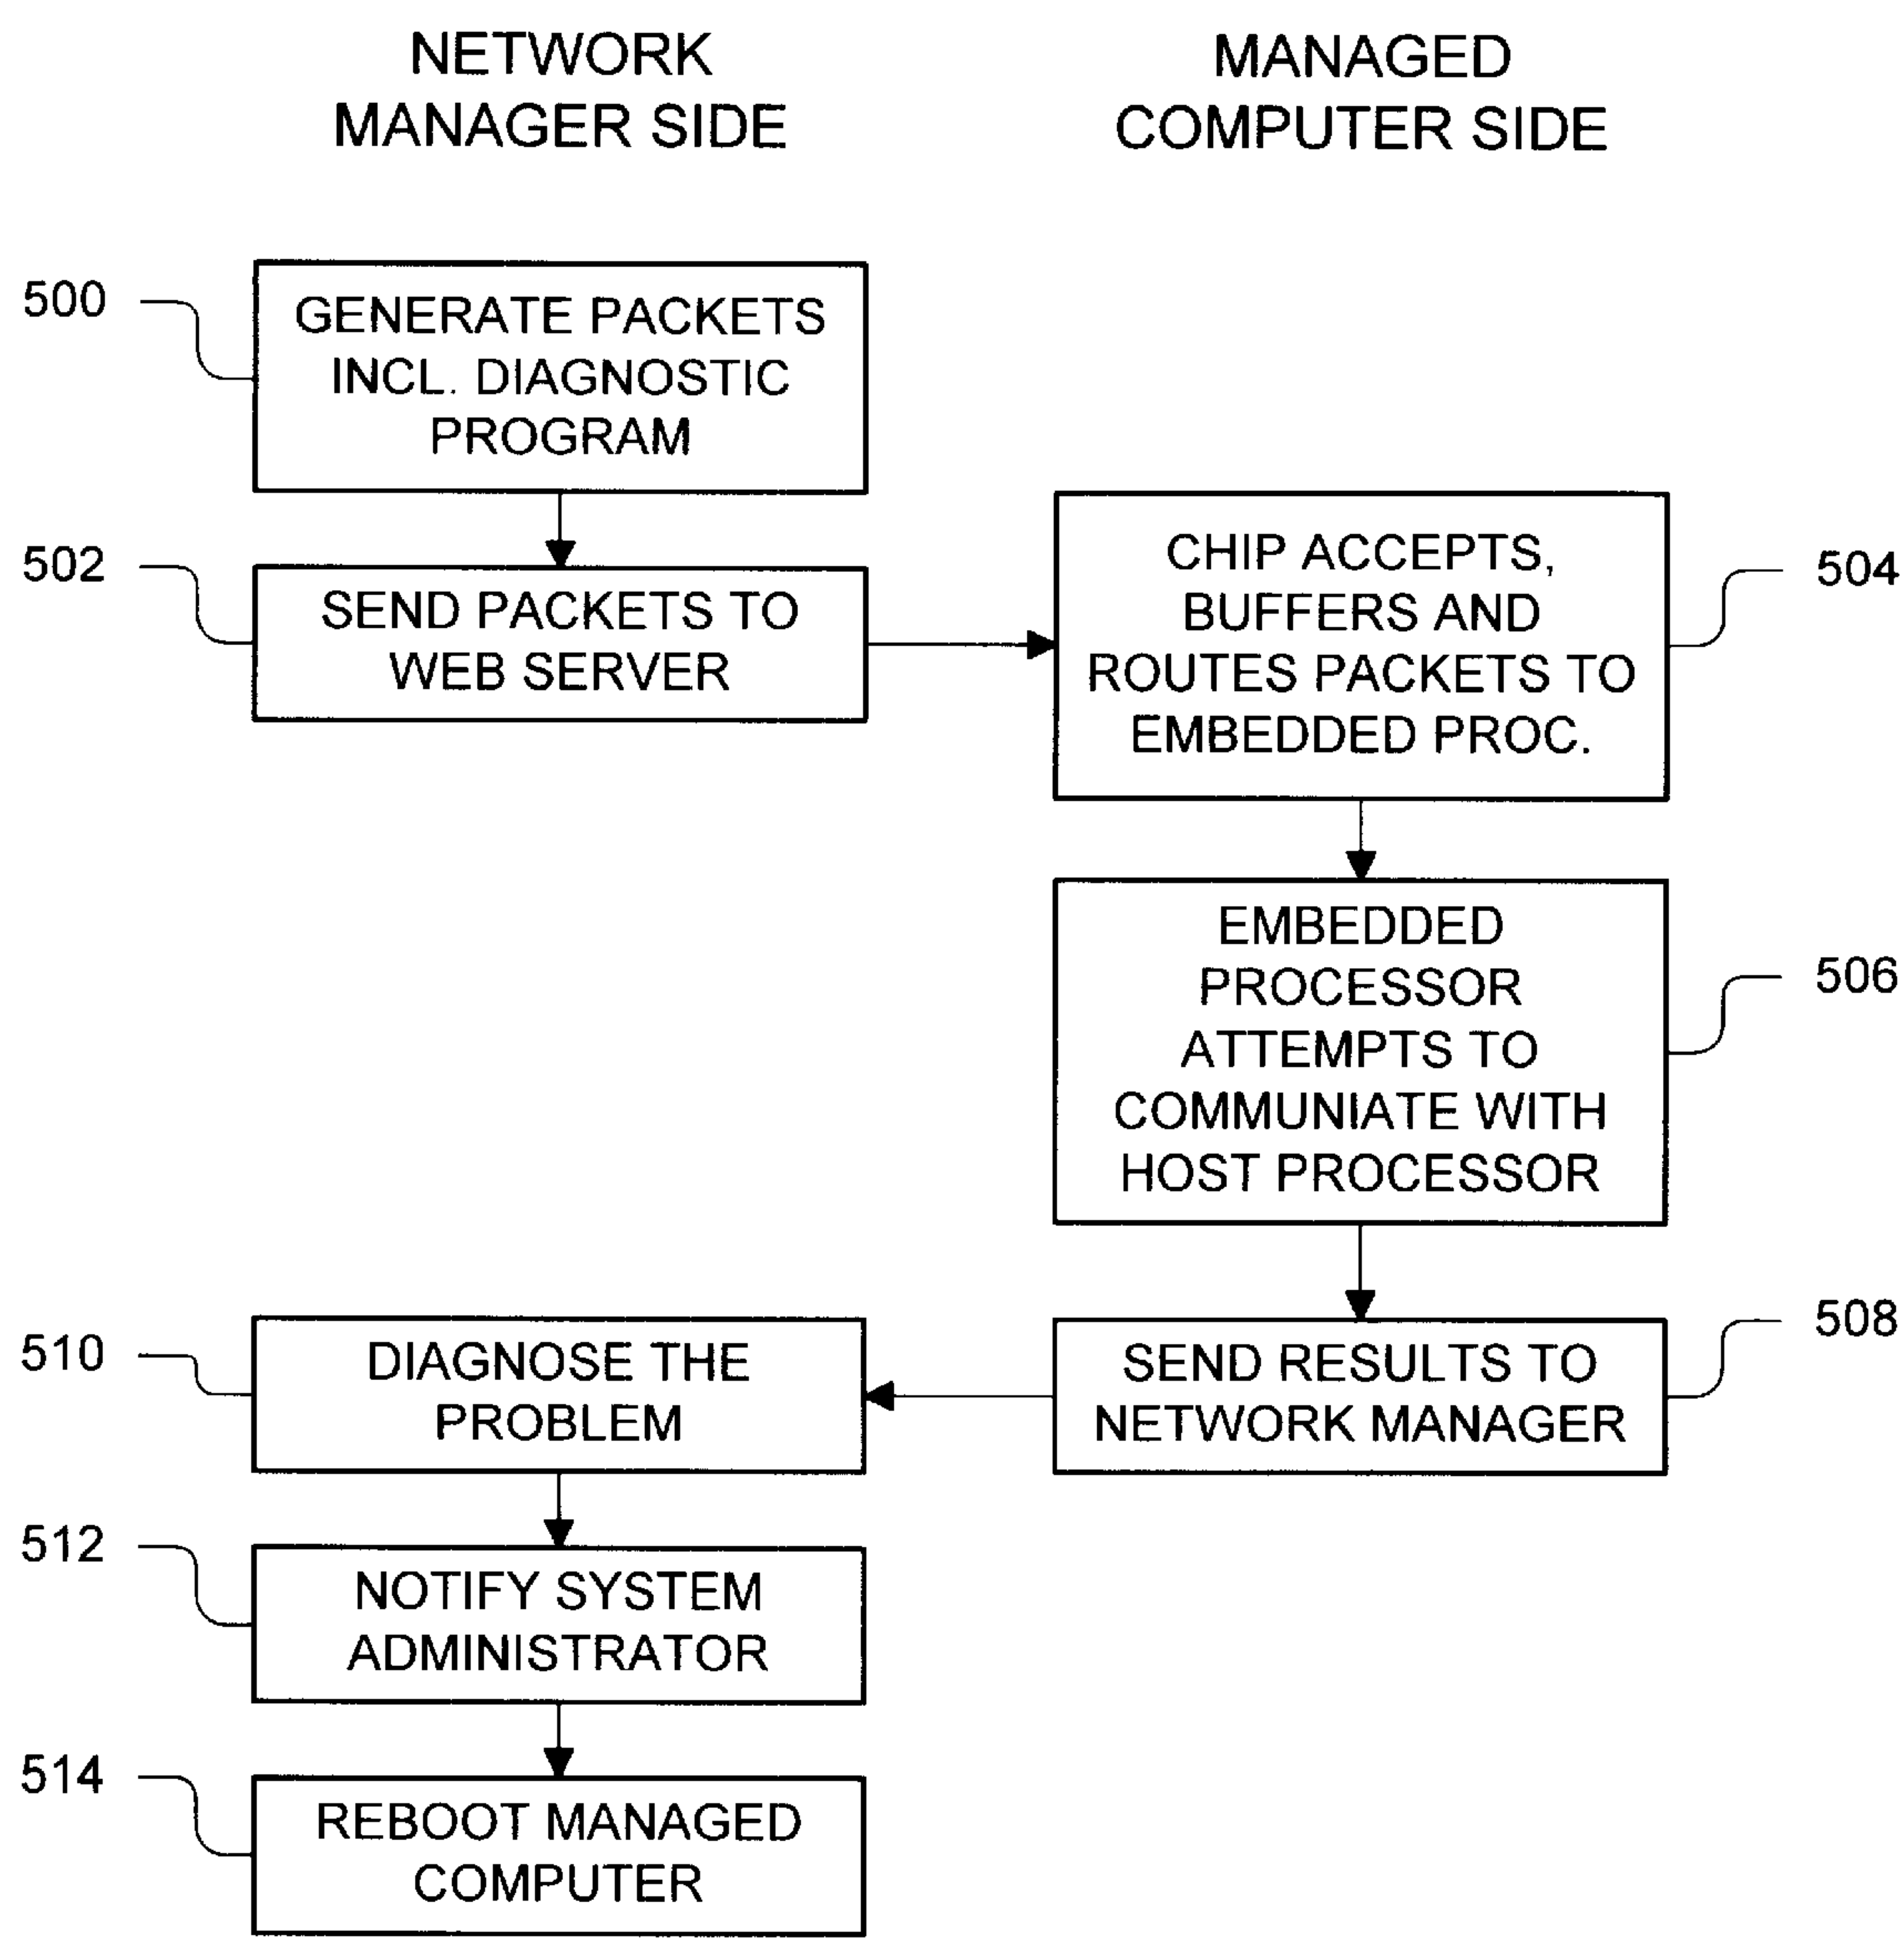 NETWORK
MANAGER SIDE
MANAGED
COMPUTER SIDE
500
GENERATE PACKETS
INCL. DIAGNOSTIC
PROGRAM
502
SEND PACKETS TO
WEB SERVER
CHIP ACCEPTS,
BUFFERS AND
ROUTES PACKETS TO
EMBEDDED PROC.
504
EMBEDDED
PROCESSOR
ATTEMPTS TO
COMMUNIATE WITH
HOST PROCESSOR
506
SEND RESULTS TO
NETWORK MANAGER
508
510
DIAGNOSE THE
PROBLEM
512
NOTIFY SYSTEM
ADMINISTRATOR
514
REBOOT MANAGED
COMPUTER